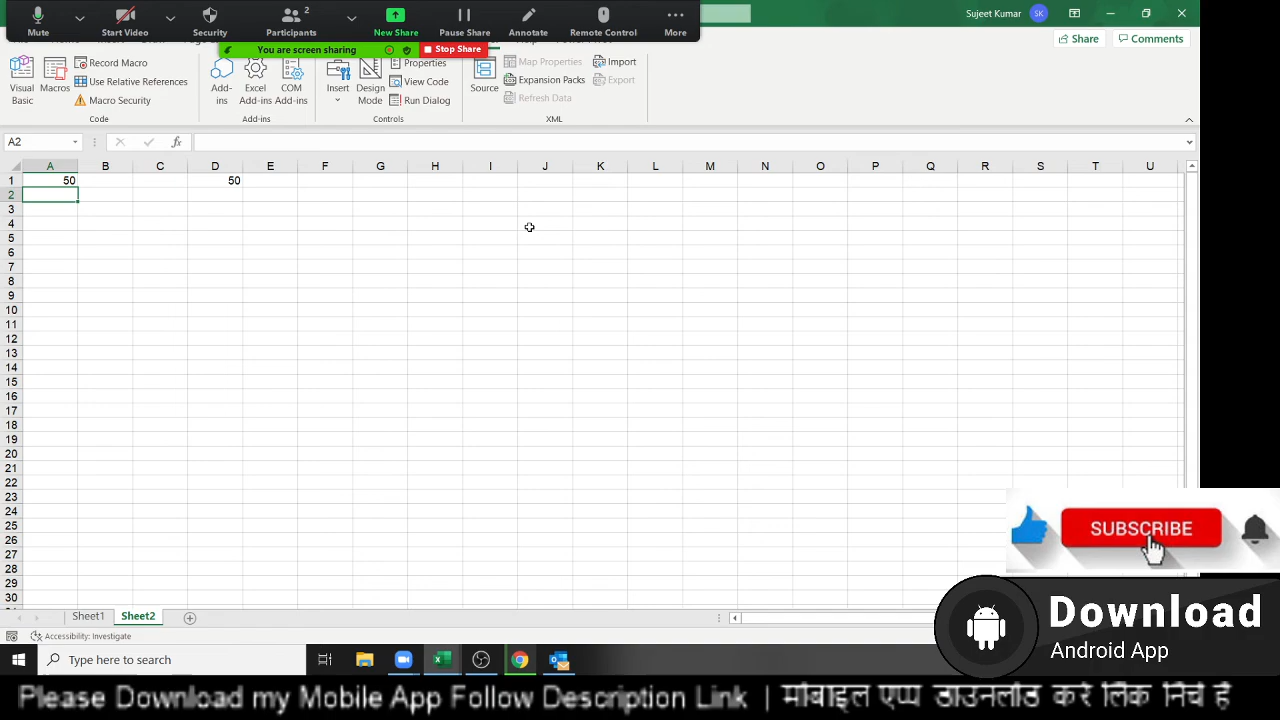 Mute
Start Video
Security
Participants
2
New Share
Pause Share
Annotate
Remote Control
More
You are screen sharing
Stop Share
Sujeet Kumar
SK
Share
Comments
Visual Basic
Macros
Record Macro
Use Relative References
Macro Security
Code
Add-ins
Excel Add-ins
COM Add-ins
Add-ins
Insert
Design Mode
Properties
View Code
Run Dialog
Controls
Source
Map Properties
Expansion Packs
Refresh Data
Import
Export
XML
A2
fx
A B C D E F G H I J K L M N O P Q R S T U
1 50 50
2
3
4
5
6
7
8
9
10
11
12
13
14
15
16
17
18
19
20
21
22
23
24
25
26
27
28
29
30
SUBSCRIBE
Download
Android App
Sheet1
Sheet2
Accessibility: Investigate
Type here to search
Please Download my Mobile App Follow Description Link | मोबाइल एप्प डाउनलोड करे लिंक निचे है